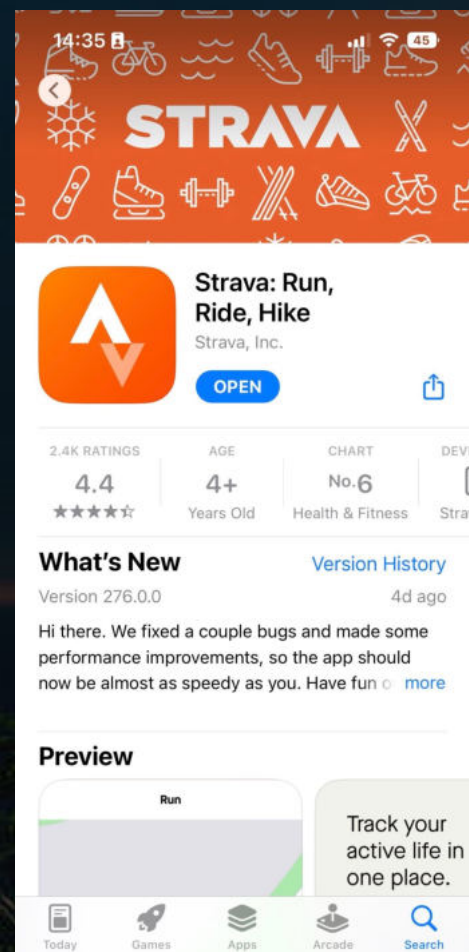 14:35
45
STRAVA
Strava: Run,
Ride, Hike
Strava, Inc.
OPEN
2.4K RATINGS
4.4
AGE
4+
Years Old
CHART
No.6
Health & Fitness
What's New
Version History
Version 276.0.0
4d ago
Hi there. We fixed a couple bugs and made some
performance improvements, so the app should
now be almost as speedy as you. Have fun
more
Preview
Run
Track your
active life in
one place.
Today
Games
Apps
Arcade
Search